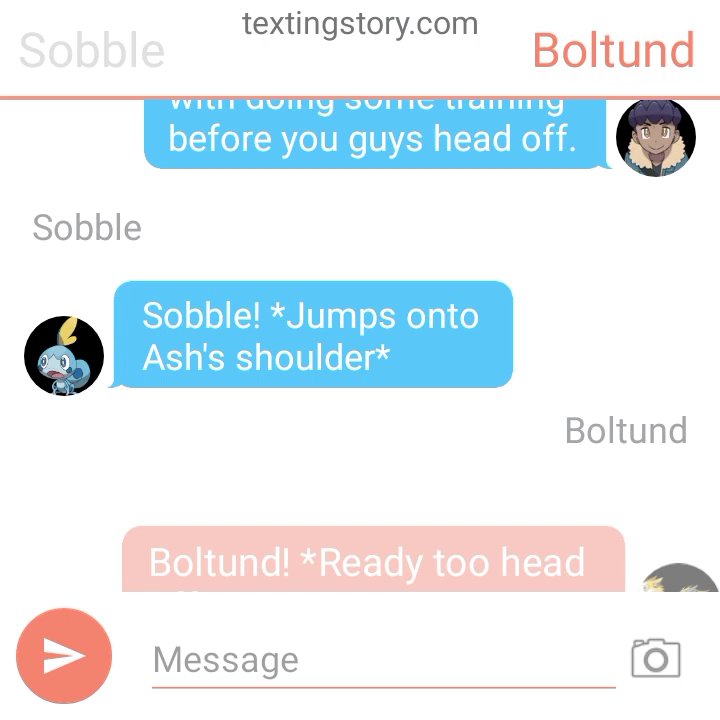 textingstory.com
Sobble
Boltund
with doing some training
before you guys head off.
Sobble
Sobble! *Jumps onto
Ash's shoulder*
Boltund
Boltund! *Ready too head
Message